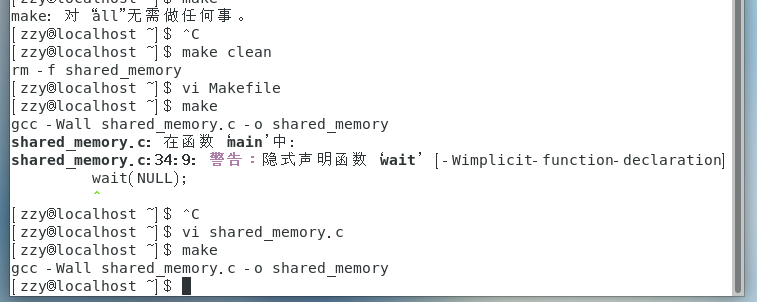 make
make: 对 “all”无需做任何事。
[zzy@localhost ~]$ ^C
[zzy@localhost ~]$ make clean
rm -f shared_memory
[zzy@localhost ~]$ vi Makefile
[zzy@localhost ~]$ make
gcc -Wall shared_memory.c -o shared_memory
shared_memory.c: 在函数 ‘main’中:
shared_memory.c:34:9: 警告：隐式声明函数 ‘wait’ [-Wimplicit-function-declaration]
wait(NULL);
^
[zzy@localhost ~]$ ^C
[zzy@localhost ~]$ vi shared_memory.c
[zzy@localhost ~]$ make
gcc -Wall shared_memory.c -o shared_memory
[zzy@localhost ~]$